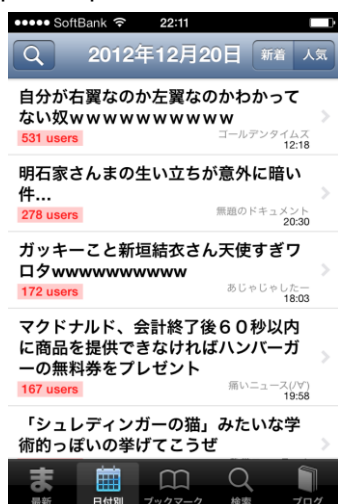 SoftBank 22:11
2012年12月20日 新着 人気
自分が右翼なのか左翼なのかわかって
ない奴ｗｗｗｗｗｗｗｗｗｗ
531 users ゴールデンタイムズ
12:18
明石家さんまの生い立ちが意外に暗い
件...
278 users 無題のドキュメント
20:30
ガッキーこと新垣結衣さん天使すぎワ
ロタwwwwwwwwww
172 users あじゃじゃしたー
18:03
マクドナルド、会計終了後６０秒以内
に商品を提供できなければハンバーガ
ーの無料券をプレゼント
167 users 痛いニュース(ﾉ∀`)
19:58
「シュレディンガーの猫」みたいな学
術的っぽいの挙げてこうぜ
ま
最新 日付別 ブックマーク 検索 ブログ